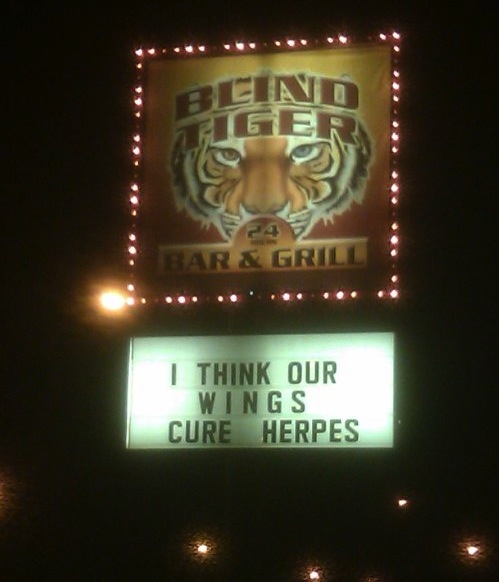 BLIND
TIGER
24
BAR & GRILL
I THINK OUR
WINGS
CURE HERPES